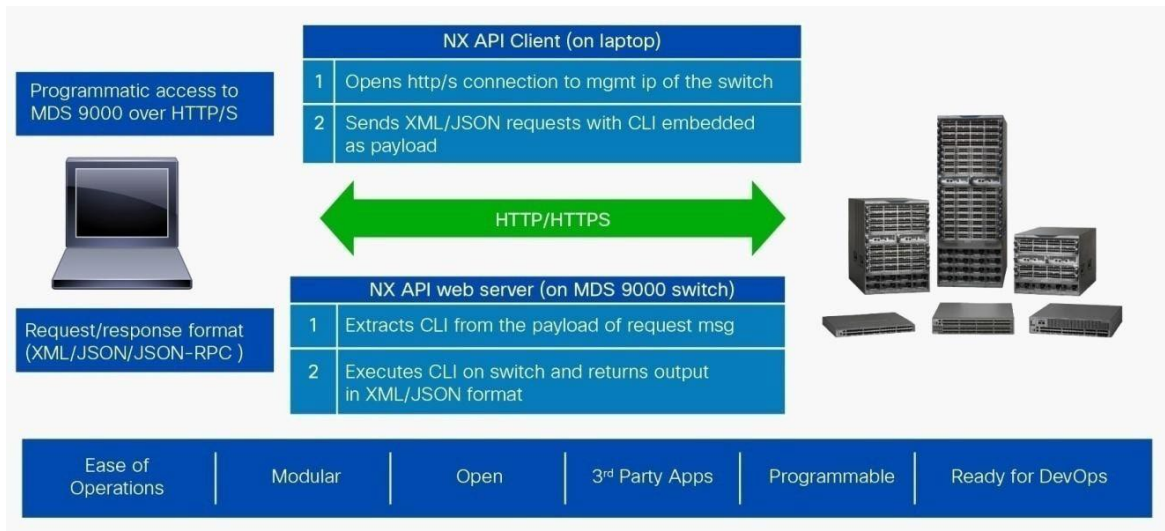 NX API Client (on laptop)
Programmatic access to
MDS 9000 over HTTP/S
1 Opens http/s connection to mgmt ip of the switch
2 Sends XML/JSON requests with CLI embedded
as payload
HTTP/HTTPS
NX API web server (on MDS 9000 switch)
Request/response format
(XML/JSON/JSON-RPC )
1 Extracts CLI from the payload of request msg
2 Executes CLI on switch and returns output
in XML/JSON format
Ease of
Operations
Modular
Open
3rd Party Apps
Programmable
Ready for DevOps